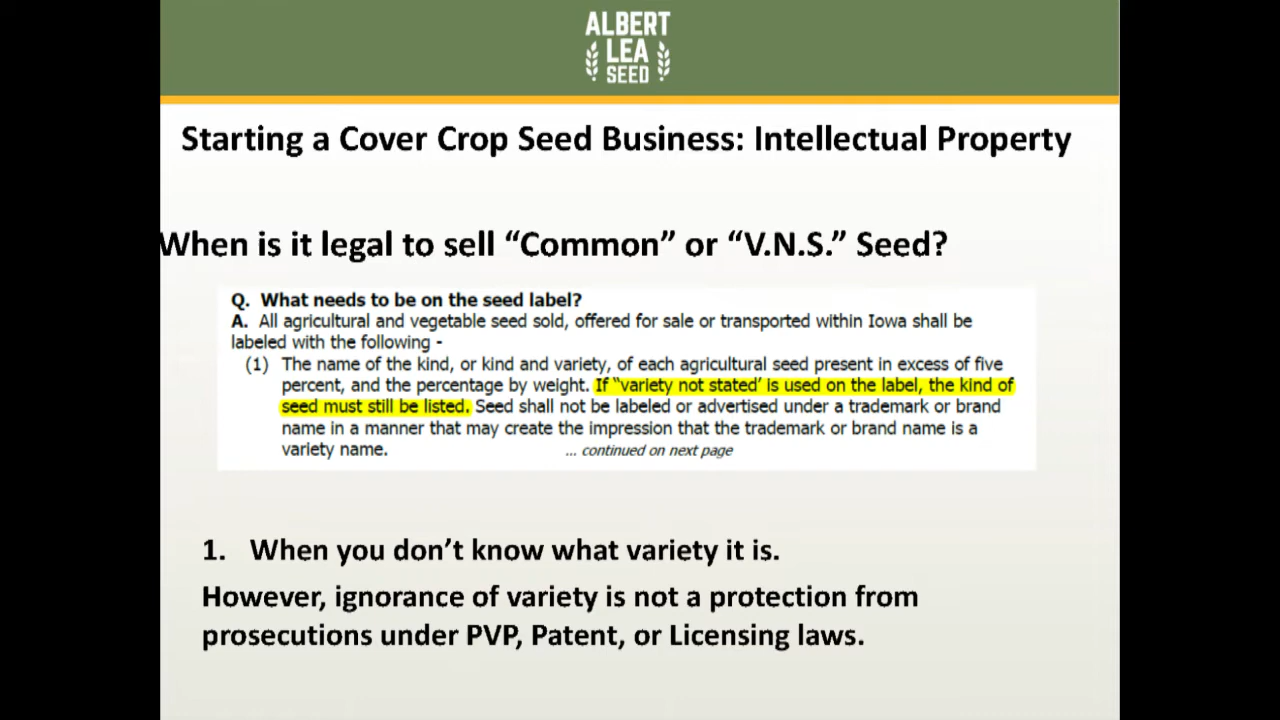 ALBERT
LEA
SEED
Starting a Cover Crop Seed Business: Intellectual Property
When is it legal to sell “Common” or “V.N.S.” Seed?
Q. What needs to be on the seed label?
A. All agricultural and vegetable seed sold, offered for sale or transported within Iowa shall be
labeled with the following -
(1) The name of the kind, or kind and variety, of each agricultural seed present in excess of five
percent, and the percentage by weight. If “variety not stated’ is used on the label, the kind of
seed must still be listed. Seed shall not be labeled or advertised under a trademark or brand
name in a manner that may create the impression that the trademark or brand name is a
variety name. ... continued on next page
1. When you don’t know what variety it is.
However, ignorance of variety is not a protection from
prosecutions under PVP, Patent, or Licensing laws.